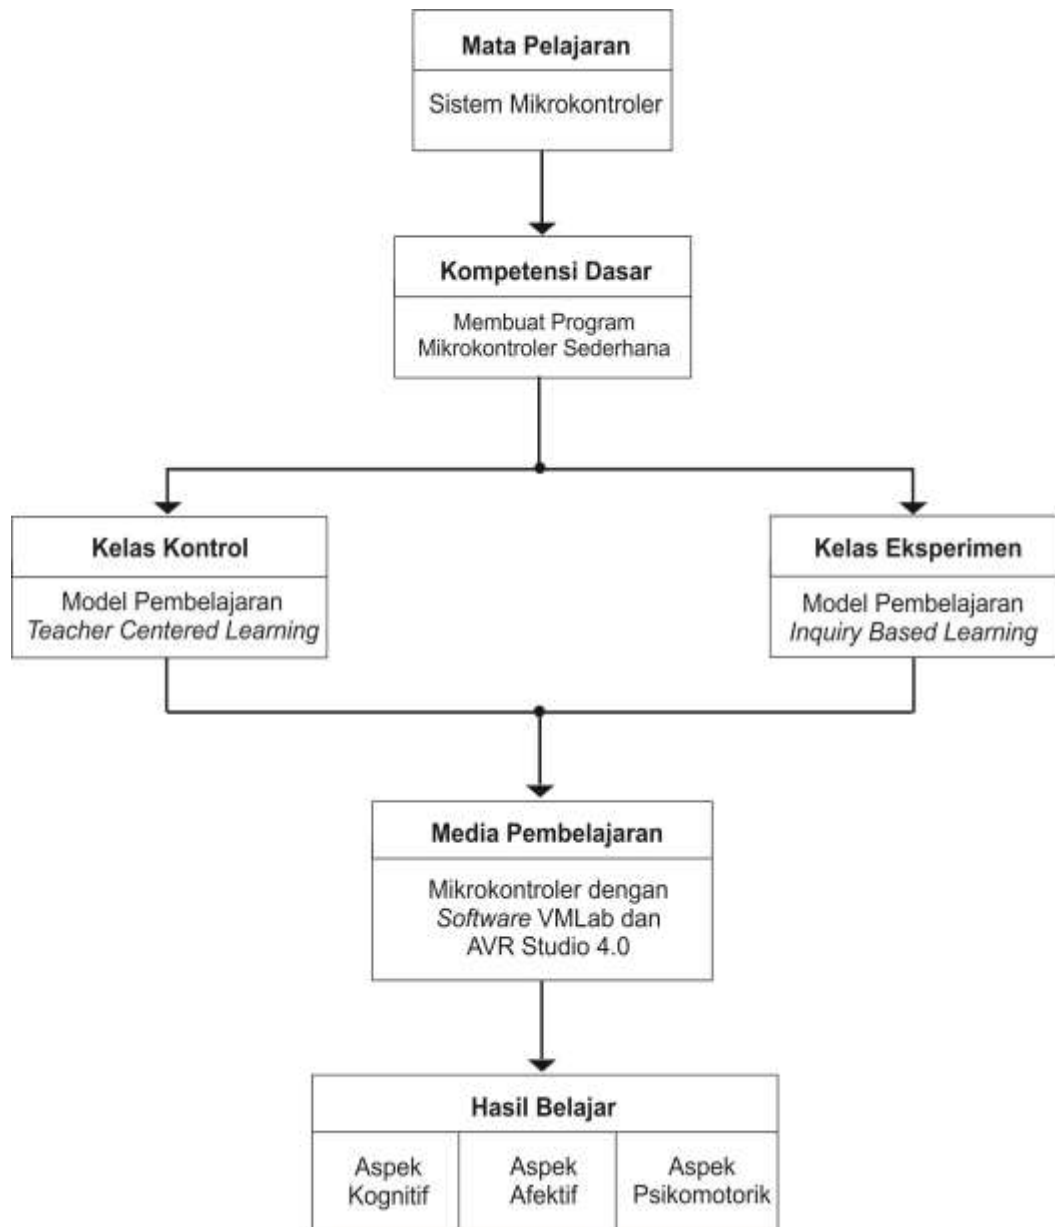 Mata Pelajaran
Sistem Mikrokontroler
Kompetensi Dasar
Membuat Program
Mikrokontroler Sederhana
Kelas Kontrol
Model Pembelajaran
Teacher Centered Learning
Kelas Eksperimen
Model Pembelajaran
Inquiry Based Learning
Media Pembelajaran
Mikrokontroler dengan
Software VMLab dan
AVR Studio 4.0
Hasil Belajar
Aspek
Kognitif
Aspek
Afektif
Aspek
Psikomotorik